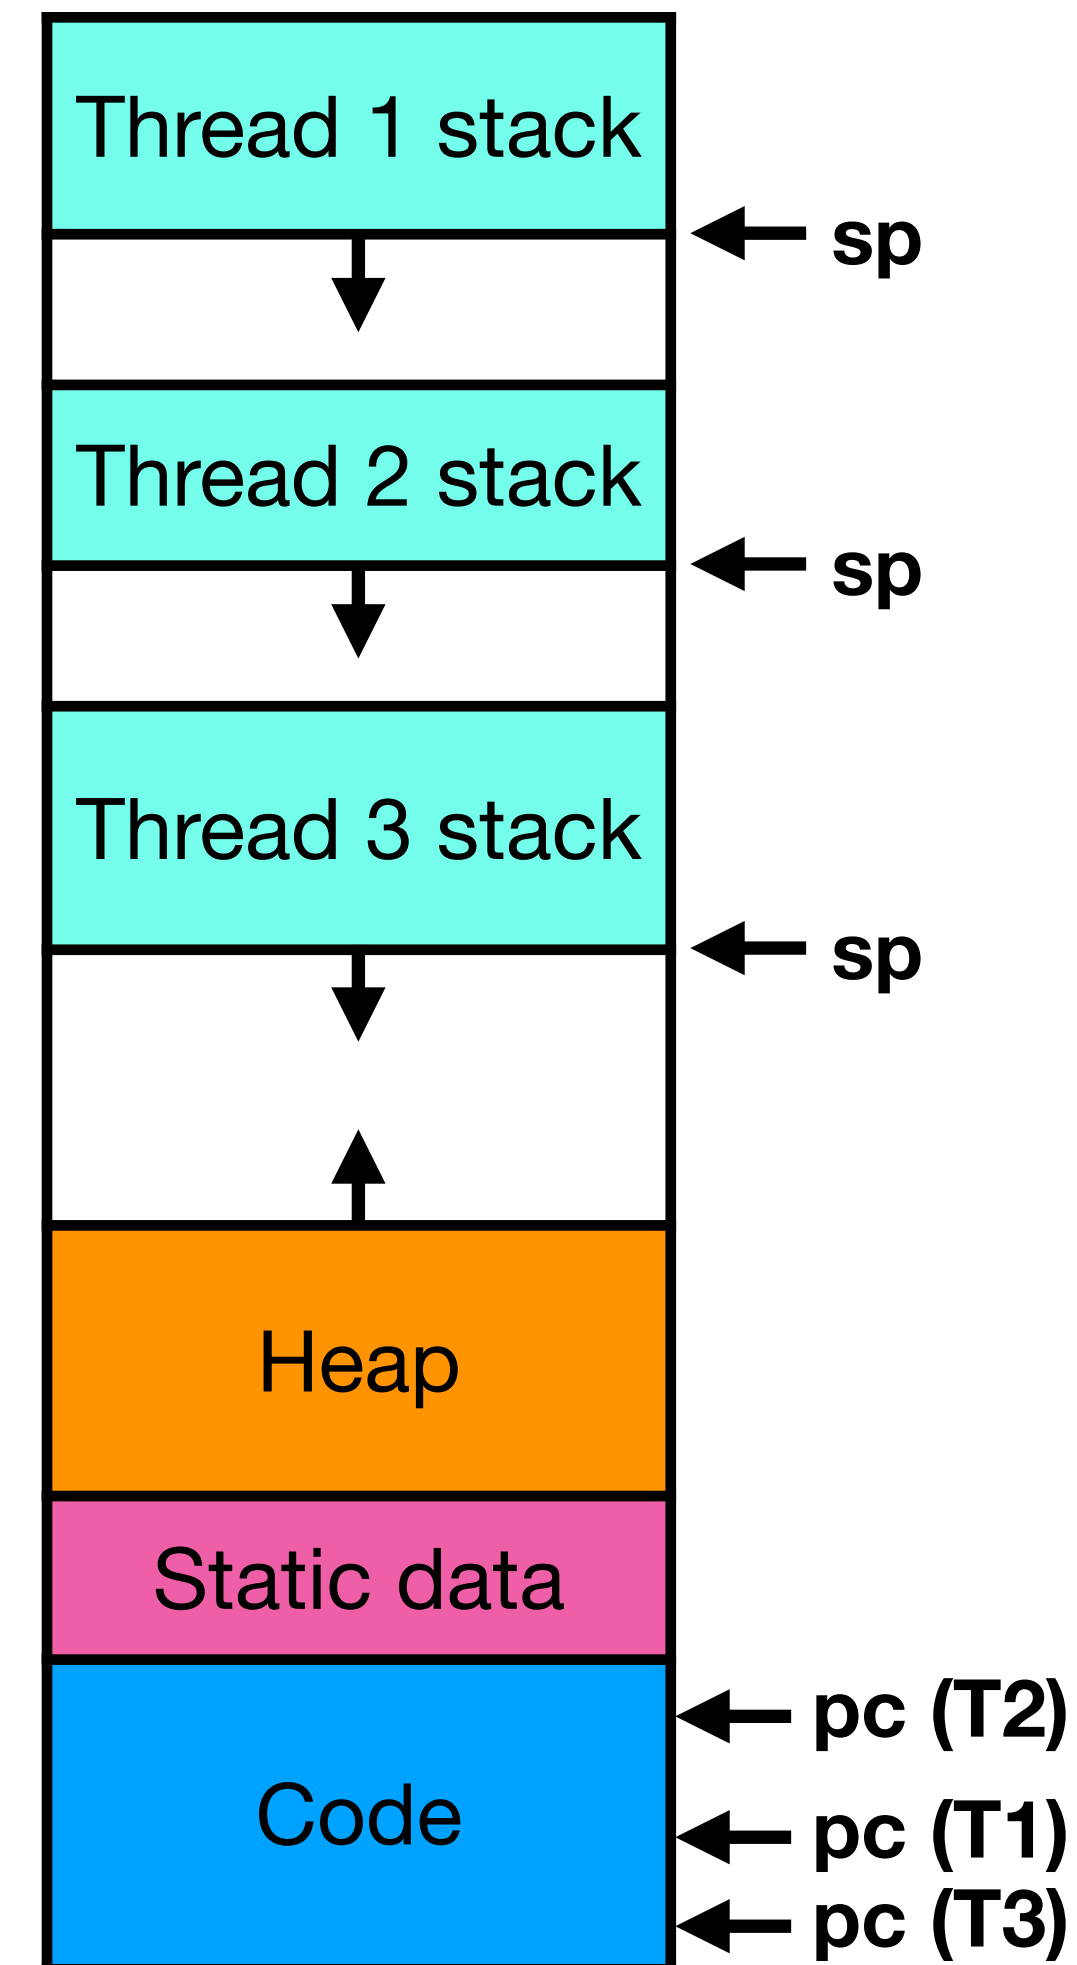 Thread 1 stack
sp
Thread 2 stack
sp
Thread 3 stack
sp
Heap
Static data
pc (T2)
Code
pc (T1)
pc (T3)